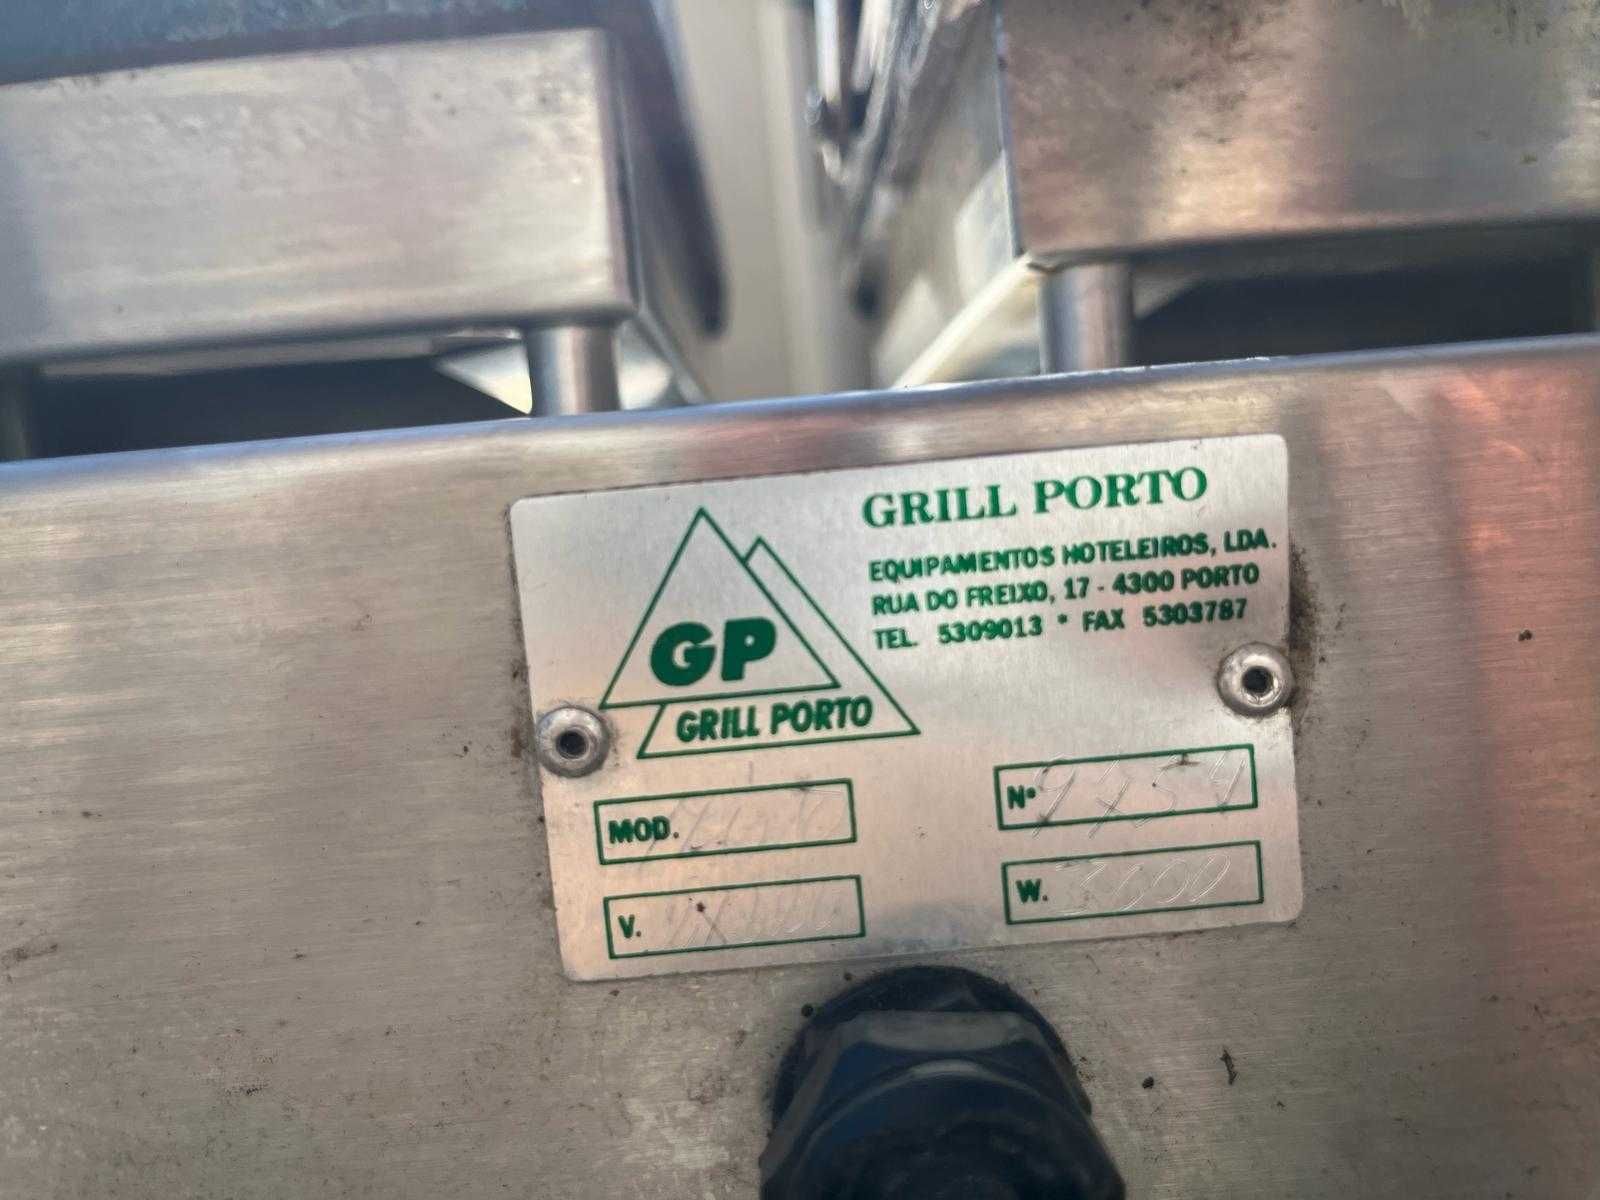 GRILL PORTO
EQUIPAMENTOS HOTELEIROS, LDA.
RUA DO FREIXO, 17 - 4300 PORTO
TEL. 5309013 * FAX 5303787
GP
GRILL PORTO
MOD.
Nº
V.
W. 3000